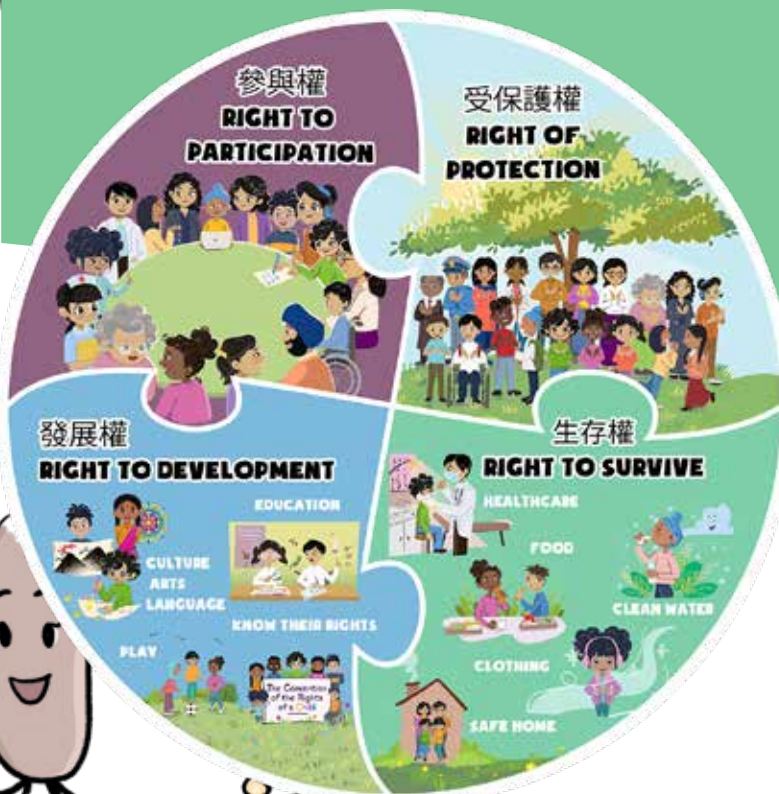 參與權
RIGHT TO
PARTICIPATION
受保護權
RIGHT OF
PROTECTION
發展權
RIGHT TO DEVELOPMENT
EDUCATION
CULTURE
ARTS
LANGUAGE
KNOW THEIR RIGHTS
PLAY
The Convention
of the Rights
of a Child
生存權
RIGHT TO SURVIVE
HEALTHCARE
FOOD
CLEAN WATER
CLOTHING
SAFE HOME